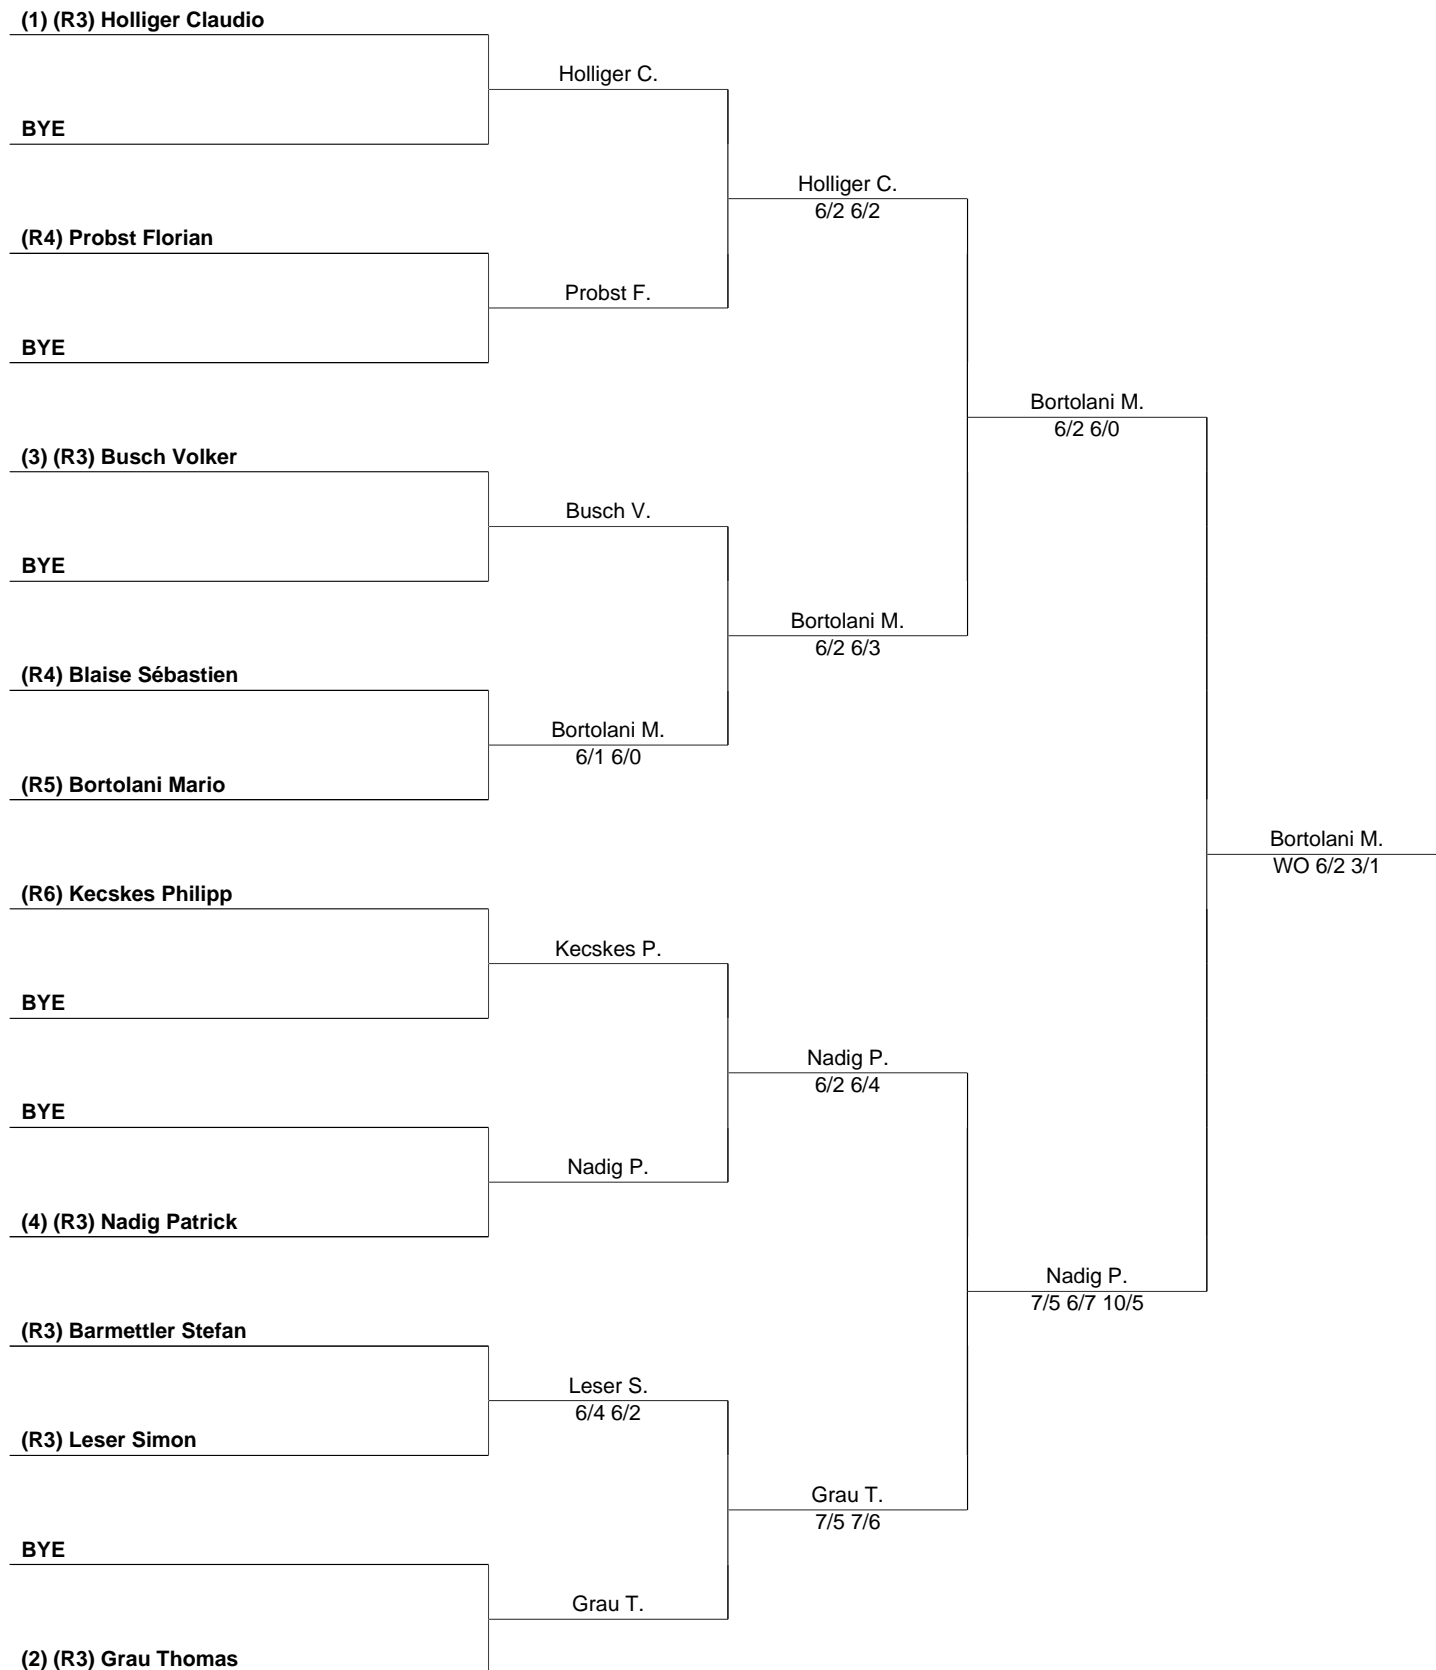 (1) (R3) Holliger Claudio
Holliger C.
BYE
Holliger C.
6/2 6/2
(R4) Probst Florian
Probst F.
BYE
Bortolani M.
6/2 6/0
(3) (R3) Busch Volker
Busch V.
BYE
Bortolani M.
6/2 6/3
(R4) Blaise Sébastien
Bortolani M.
6/1 6/0
(R5) Bortolani Mario
Bortolani M.
WO 6/2 3/1
(R6) Kecskes Philipp
Kecskes P.
BYE
Nadig P.
6/2 6/4
BYE
Nadig P.
(4) (R3) Nadig Patrick
Nadig P.
7/5 6/7 10/5
(R3) Barmettler Stefan
Leser S.
6/4 6/2
(R3) Leser Simon
Grau T.
7/5 7/6
BYE
Grau T.
(2) (R3) Grau Thomas